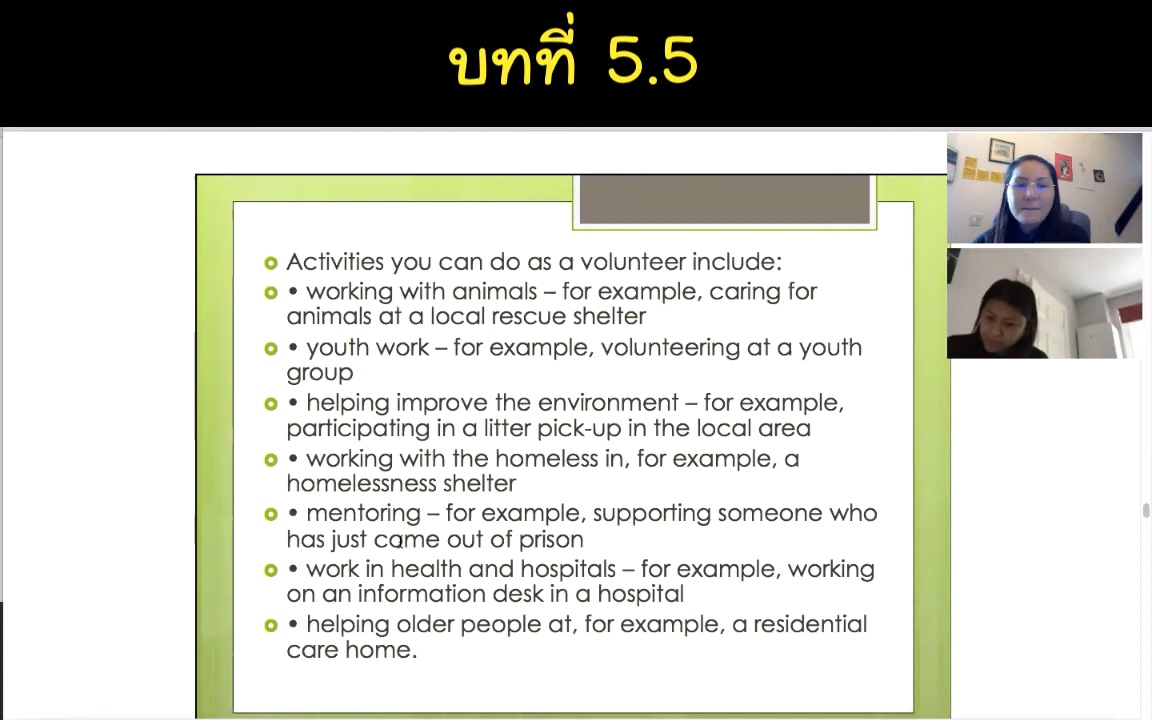 บทที่ 5.5
Activities you can do as a volunteer include:
• working with animals – for example, caring for
animals at a local rescue shelter
• youth work – for example, volunteering at a youth
group
• helping improve the environment – for example,
participating in a litter pick-up in the local area
• working with the homeless in, for example, a
homelessness shelter
• mentoring – for example, supporting someone who
has just come out of prison
• work in health and hospitals – for example, working
on an information desk in a hospital
• helping older people at, for example, a residential
care home.